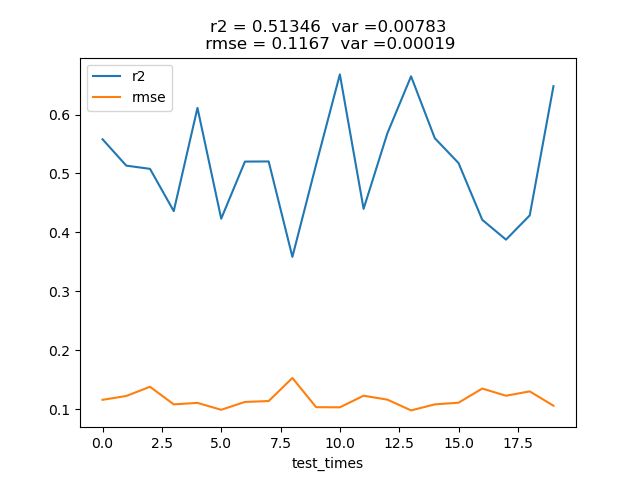 r2 = 0.51346  var =0.00783
rmse = 0.1167  var =0.00019
r2
rmse
0.6
0.5
0.4
0.3
0.2
0.1
0.0 2.5 5.0 7.5 10.0 12.5 15.0 17.5
test_times